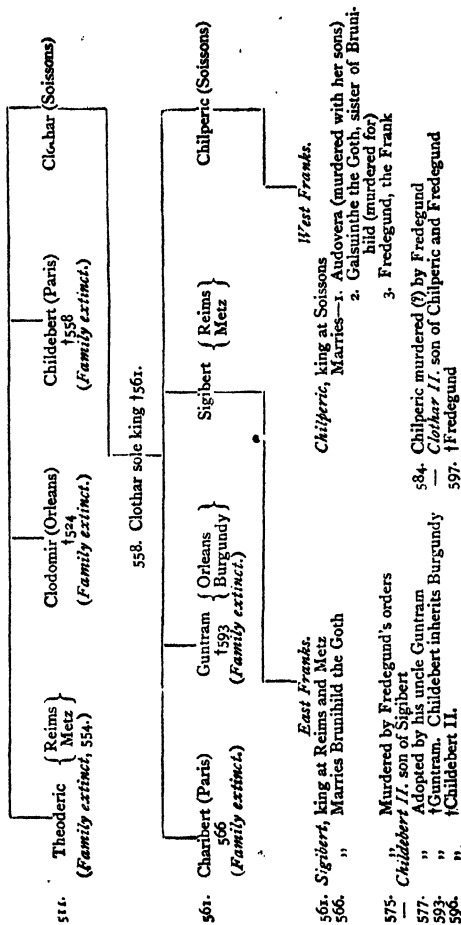 511.
Theoderic { Reims Metz }
(Family extinct, 554.)
Clodomir (Orleans)
†524
(Family extinct.)
Childebert (Paris)
†558
(Family extinct.)
Clothar (Soissons)
558. Clothar sole king †561.
561.
Charibert (Paris)
566
(Family extinct.)
Guntram { Orleans Burgundy }
†593
(Family extinct.)
Sigibert { Reims Metz }
Chilperic (Soissons)
East Franks.
561. Sigibert, king at Reims and Metz
566. „ Marries Brunihild the Goth
575. „ Murdered by Fredegund's orders
— Childebert II. son of Sigibert
577. „ Adopted by his uncle Guntram
593. „ †Guntram. Childebert inherits Burgundy
596. „ †Childebert II.
West Franks.
Chilperic, king at Soissons
Marries—1. Audovera (murdered with her sons)
2. Galsuinthe the Goth, sister of Bruni-
hild (murdered for)
3. Fredegund, the Frank
584. Chilperic murdered (?) by Fredegund
— Clothar II. son of Chilperic and Fredegund
597. †Fredegund